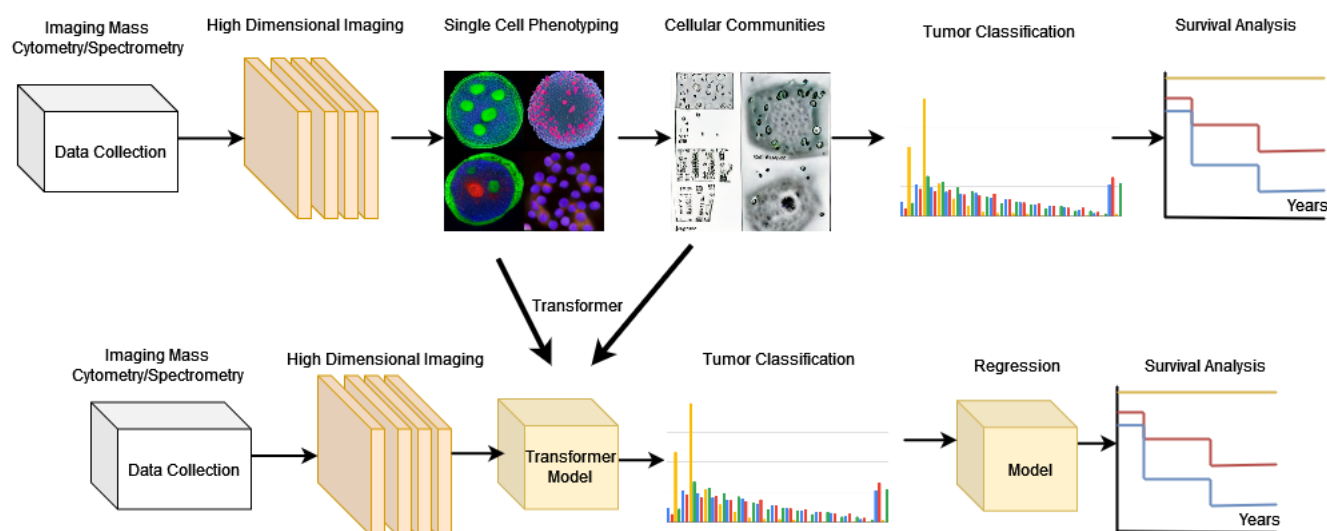 Imaging Mass
Cytometry/Spectrometry
High Dimensional Imaging
Single Cell Phenotyping
Cellular Communities
Tumor Classification
Survival Analysis
Data Collection
Years
Transformer
Imaging Mass
Cytometry/Spectrometry
High Dimensional Imaging
Tumor Classification
Regression
Survival Analysis
Data Collection
Transformer
Model
Model
Years